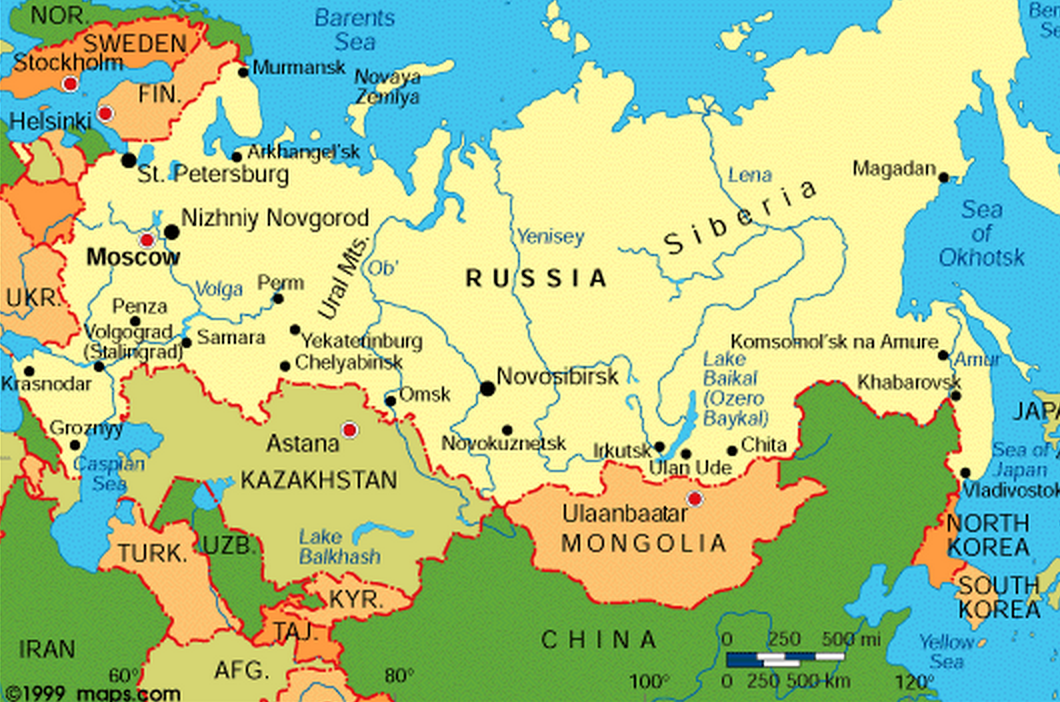 NOR.
Barents
Sea
Ber
Se
SWEDEN
Stockholm
Murmansk
Novaya
Zemlya
FIN.
Helsinki
Arkhangel'sk
St. Petersburg
Lena
Magadan
Siberia
Nizhniy Novgorod
Sea
of
Okhotsk
Moscow
Yenisey
Ural Mts.
Ob'
RUSSIA
UKR.
Volga
Perm
Penza
Volgograd
(Stalingrad)
Samara
Yekaterinburg
Chelyabinsk
Komsomol'sk na Amure
Amur
Lake
Baikal
(Ozero
Baykal)
Krasnodar
Omsk
Novosibirsk
Khabarovsk
JAPA
Groznyy
Astana
Novokuznetsk
Irkutsk
Ulan Ude
Chita
Sea of
Japan
Caspian
Sea
KAZAKHSTAN
Vladivostok
Ulaanbaatar
MONGOLIA
NORTH
KOREA
TURK.
UZB.
Lake
Balkhash
KYR.
SOUTH
KOREA
TAJ.
CHINA
0 250 500 mi
0 250 500 km
Yellow
Sea
IRAN
AFG.
60°
80°
100°
120°
©1999 maps.com